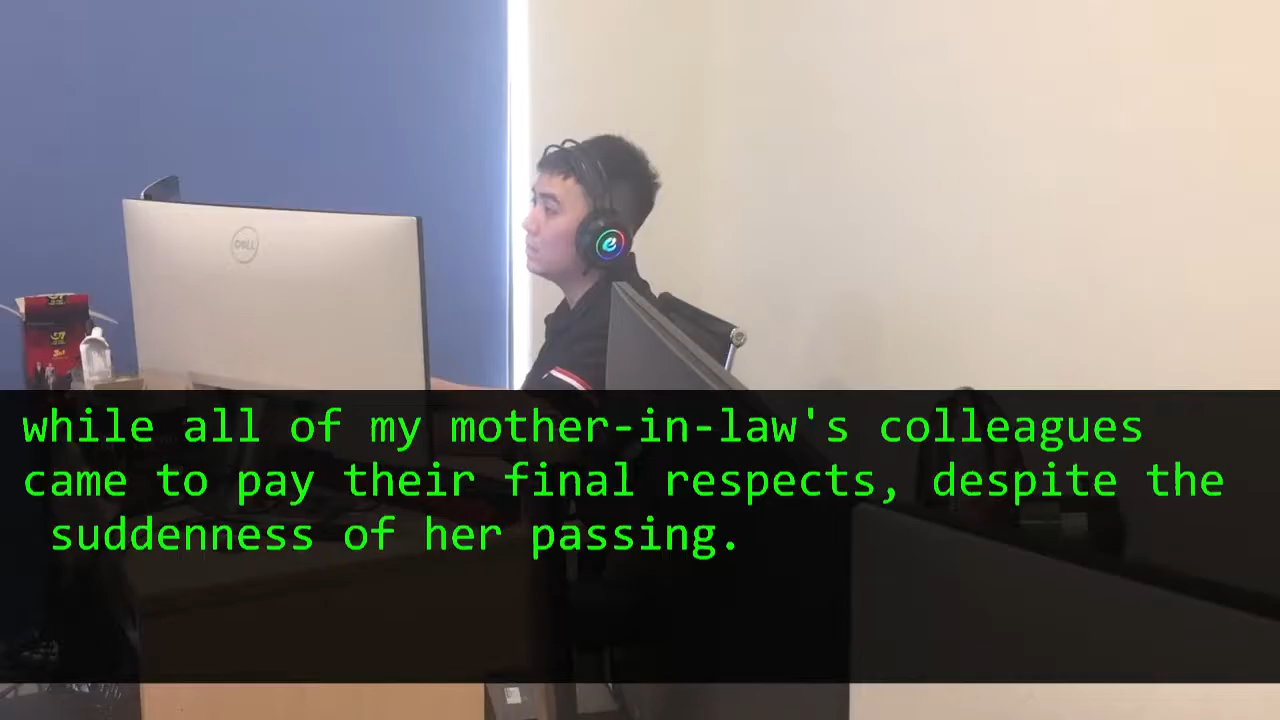 DELL
while all of my mother-in-law's colleagues
came to pay their final respects, despite the
suddenness of her passing.